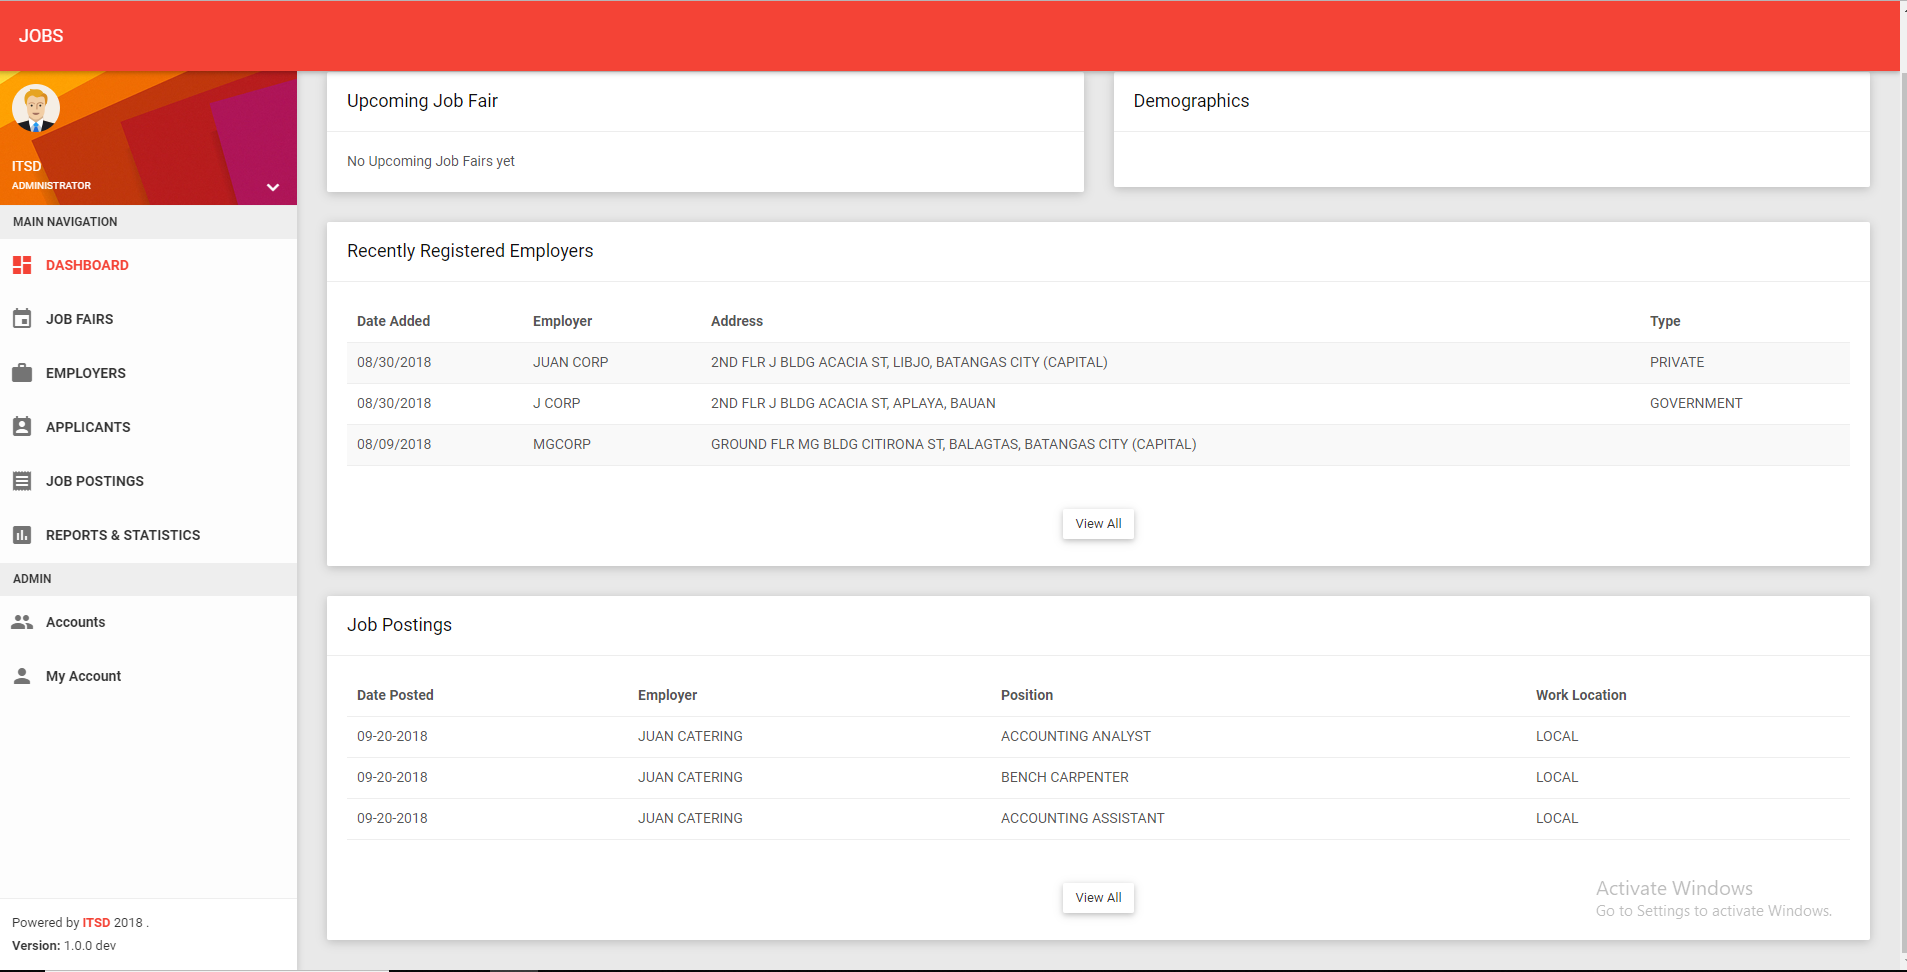 JOBS
ITSD
ADMINISTRATOR
MAIN NAVIGATION
DASHBOARD
JOB FAIRS
EMPLOYERS
APPLICANTS
JOB POSTINGS
REPORTS & STATISTICS
ADMIN
Accounts
My Account
Powered by ITSD 2018 .
Version: 1.0.0 dev
Upcoming Job Fair
No Upcoming Job Fairs yet
Demographics
Recently Registered Employers
Date Added Employer Address Type
08/30/2018 JUAN CORP 2ND FLR J BLDG ACACIA ST, LIBJO, BATANGAS CITY (CAPITAL) PRIVATE
08/30/2018 J CORP 2ND FLR J BLDG ACACIA ST, APLAYA, BAUAN GOVERNMENT
08/09/2018 MGCORP GROUND FLR MG BLDG CITIRONA ST, BALAGTAS, BATANGAS CITY (CAPITAL)
View All
Job Postings
Date Posted Employer Position Work Location
09-20-2018 JUAN CATERING ACCOUNTING ANALYST LOCAL
09-20-2018 JUAN CATERING BENCH CARPENTER LOCAL
09-20-2018 JUAN CATERING ACCOUNTING ASSISTANT LOCAL
View All
Activate Windows
Go to Settings to activate Windows.